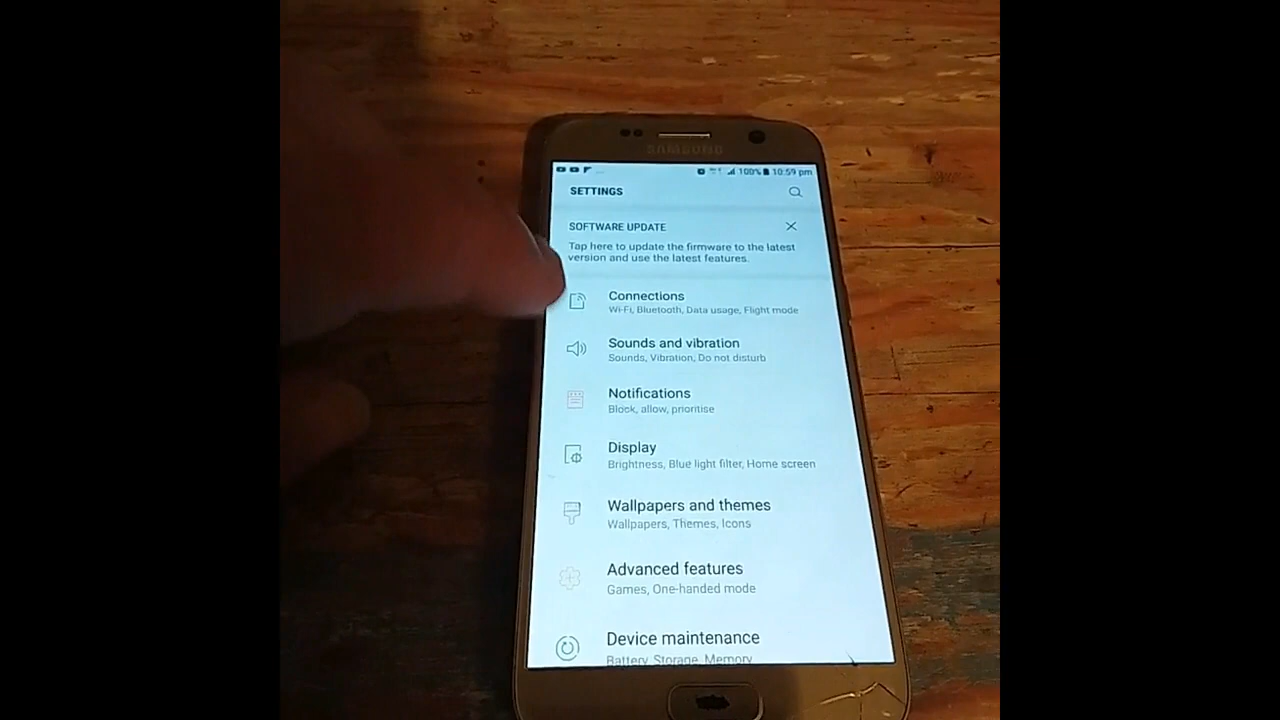 SAMSUNG
100% 10:59 pm
SETTINGS
SOFTWARE UPDATE
Tap here to update the firmware to the latest
version and use the latest features.
Connections
Wi-Fi, Bluetooth, Data usage, Flight mode
Sounds and vibration
Sounds, Vibration, Do not disturb
Notifications
Block, allow, prioritise
Display
Brightness, Blue light filter, Home screen
Wallpapers and themes
Wallpapers, Themes, Icons
Advanced features
Games, One-handed mode
Device maintenance
Battery, Storage, Memory